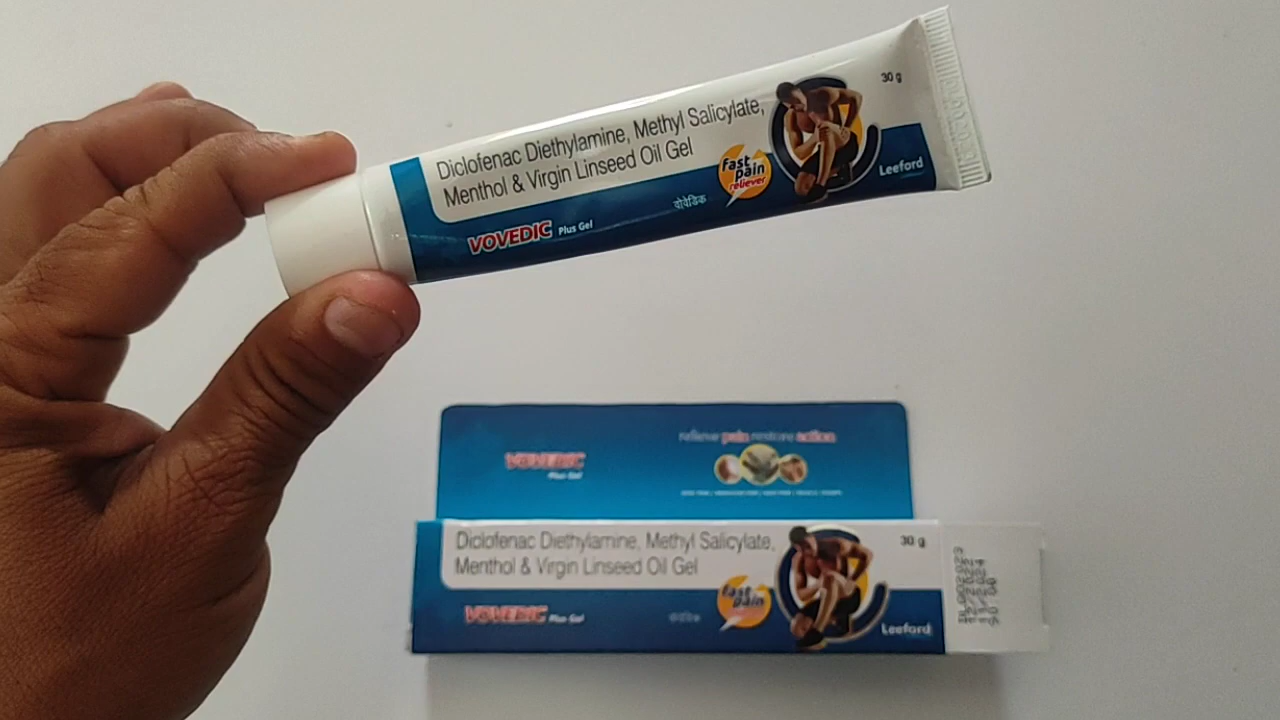 Diclofenac Diethylamine, Methyl Salicylate,
Menthol & Virgin Linseed Oil Gel
30 g
fast
pain
reliever
Leeford
वोवेडिक
VOVEDIC Plus Gel
relieve pain restore action
VOVEDIC
Plus Gel
Diclofenac Diethylamine, Methyl Salicylate,
Menthol & Virgin Linseed Oil Gel
30 g
fast
pain
VOVEDIC Plus Gel
Leeford